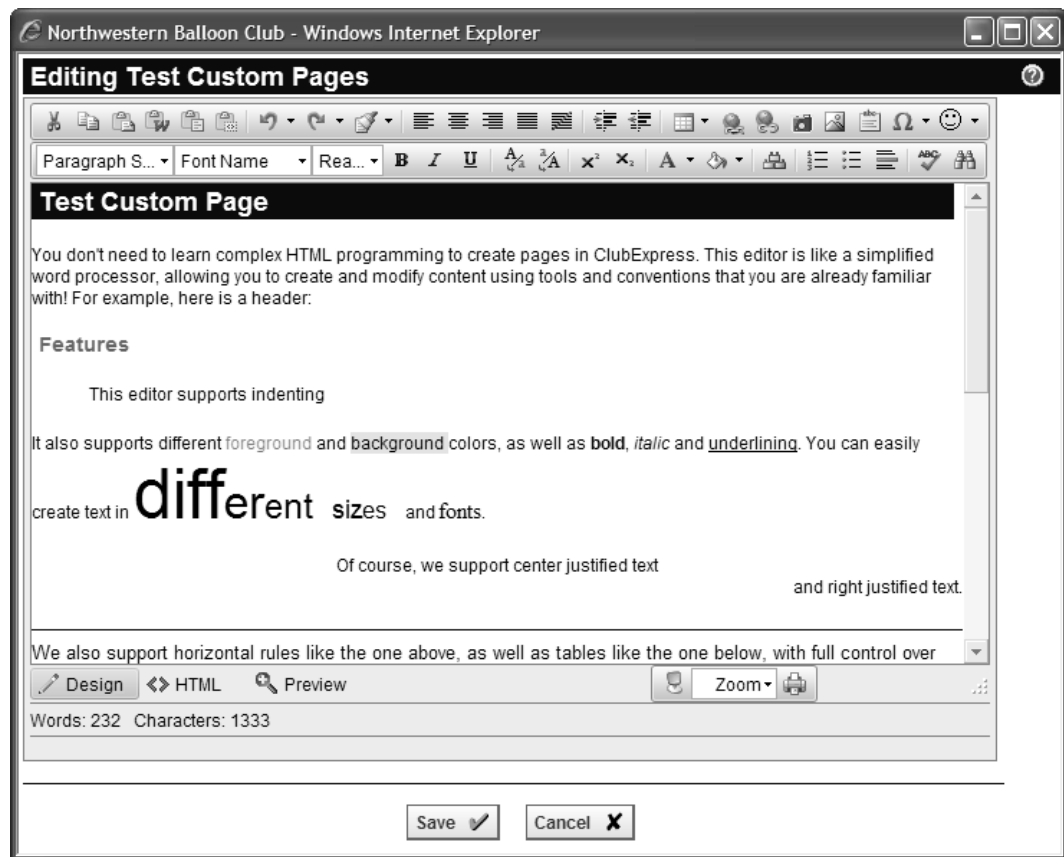 Northwestern Balloon Club - Windows Internet Explorer
Editing Test Custom Pages
Paragraph S... Font Name Rea... B I U
Test Custom Page
You don't need to learn complex HTML programming to create pages in ClubExpress. This editor is like a simplified
word processor, allowing you to create and modify content using tools and conventions that you are already familiar
with! For example, here is a header:
Features
This editor supports indenting
It also supports different foreground and background colors, as well as bold, italic and underlining. You can easily
create text in different sizes and fonts.
Of course, we support center justified text
and right justified text.
We also support horizontal rules like the one above, as well as tables like the one below, with full control over
Design HTML Preview Zoom
Words: 232 Characters: 1333
Save Cancel